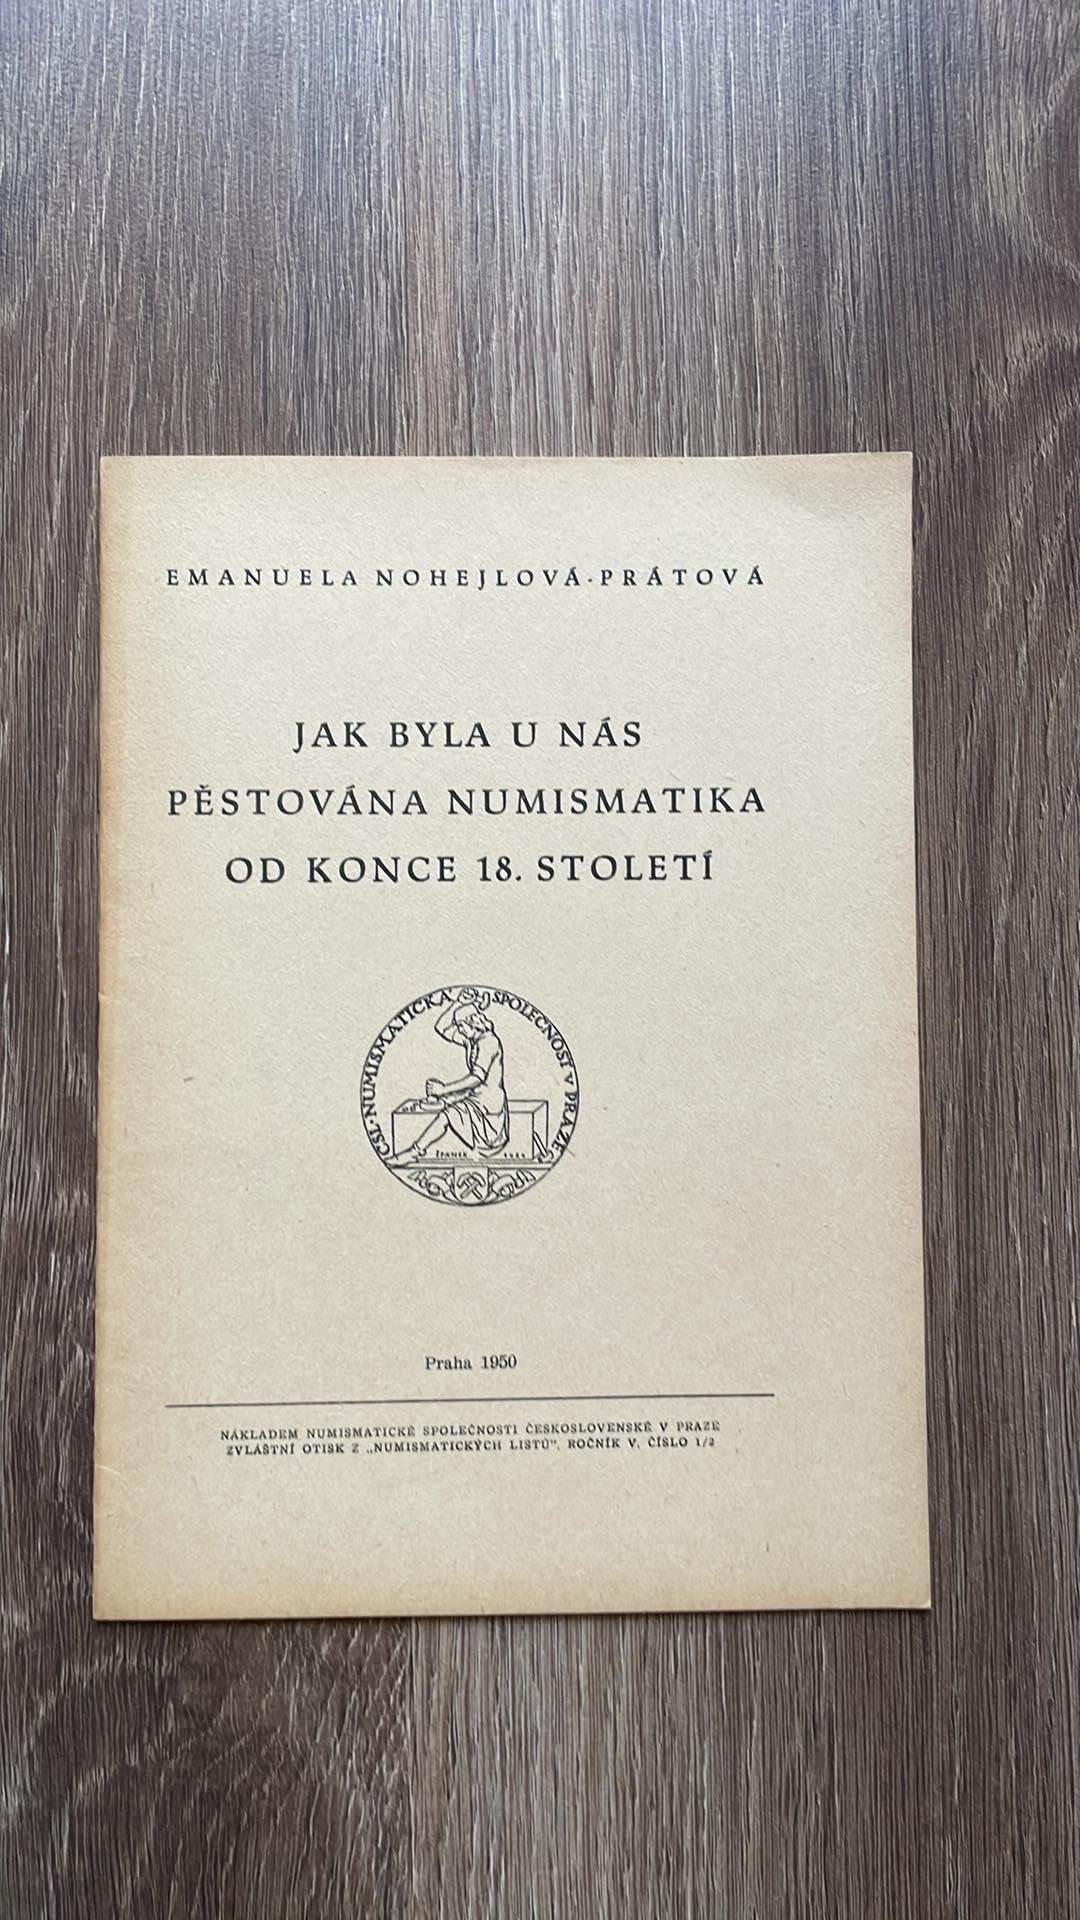 EMANUELA NOHEJLOVÁ-PRÁTOVÁ
JAK BYLA U NÁS
PĚSTOVÁNA NUMISMATIKA
OD KONCE 18. STOLETÍ
ČSL. NUMISMATICKÁ SPOLEČNOST V PRAZE
ŠPANIEL
Praha 1950
NÁKLADEM NUMISMATICKÉ SPOLEČNOSTI ČESKOSLOVENSKÉ V PRAZE
ZVLÁŠTNÍ OTISK Z „NUMISMATICKÝCH LISTŮ", ROČNÍK V, ČÍSLO 1/2